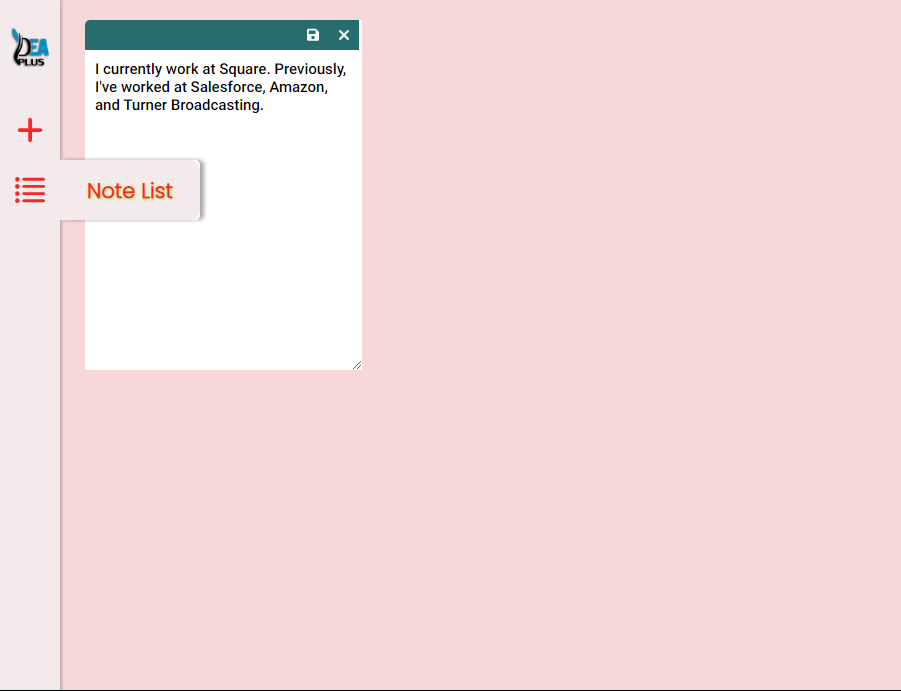 IDEA
PLUS
I currently work at Square. Previously,
I've worked at Salesforce, Amazon,
and Turner Broadcasting.
Note List